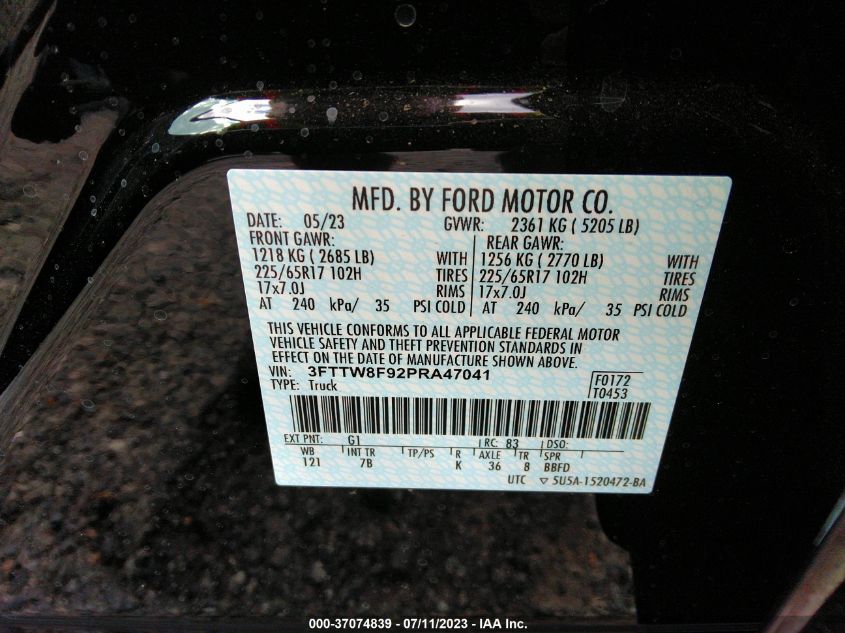 MFD. BY FORD MOTOR CO.
DATE: 05/23 GVWR: 2361 KG ( 5205 LB)
FRONT GAWR: REAR GAWR:
1218 KG ( 2685 LB) WITH 1256 KG ( 2770 LB) WITH
225/65R17 102H TIRES 225/65R17 102H TIRES
17x7.0J RIMS 17x7.0J RIMS
AT 240 kPa/ 35 PSI COLD AT 240 kPa/ 35 PSI COLD
THIS VEHICLE CONFORMS TO ALL APPLICABLE FEDERAL MOTOR
VEHICLE SAFETY AND THEFT PREVENTION STANDARDS IN
EFFECT ON THE DATE OF MANUFACTURE SHOWN ABOVE.
VIN: 3FTTW8F92PRA47041
TYPE: Truck
F0172
T0453
EXT PNT: G1 RC: 83 DSO:
WB INT TR TP/PS R AXLE TR SPR
121 7B K 36 8 BBFD
UTC ▽ 5U5A-1520472-BA
000-37074839 - 07/11/2023 - IAA Inc.